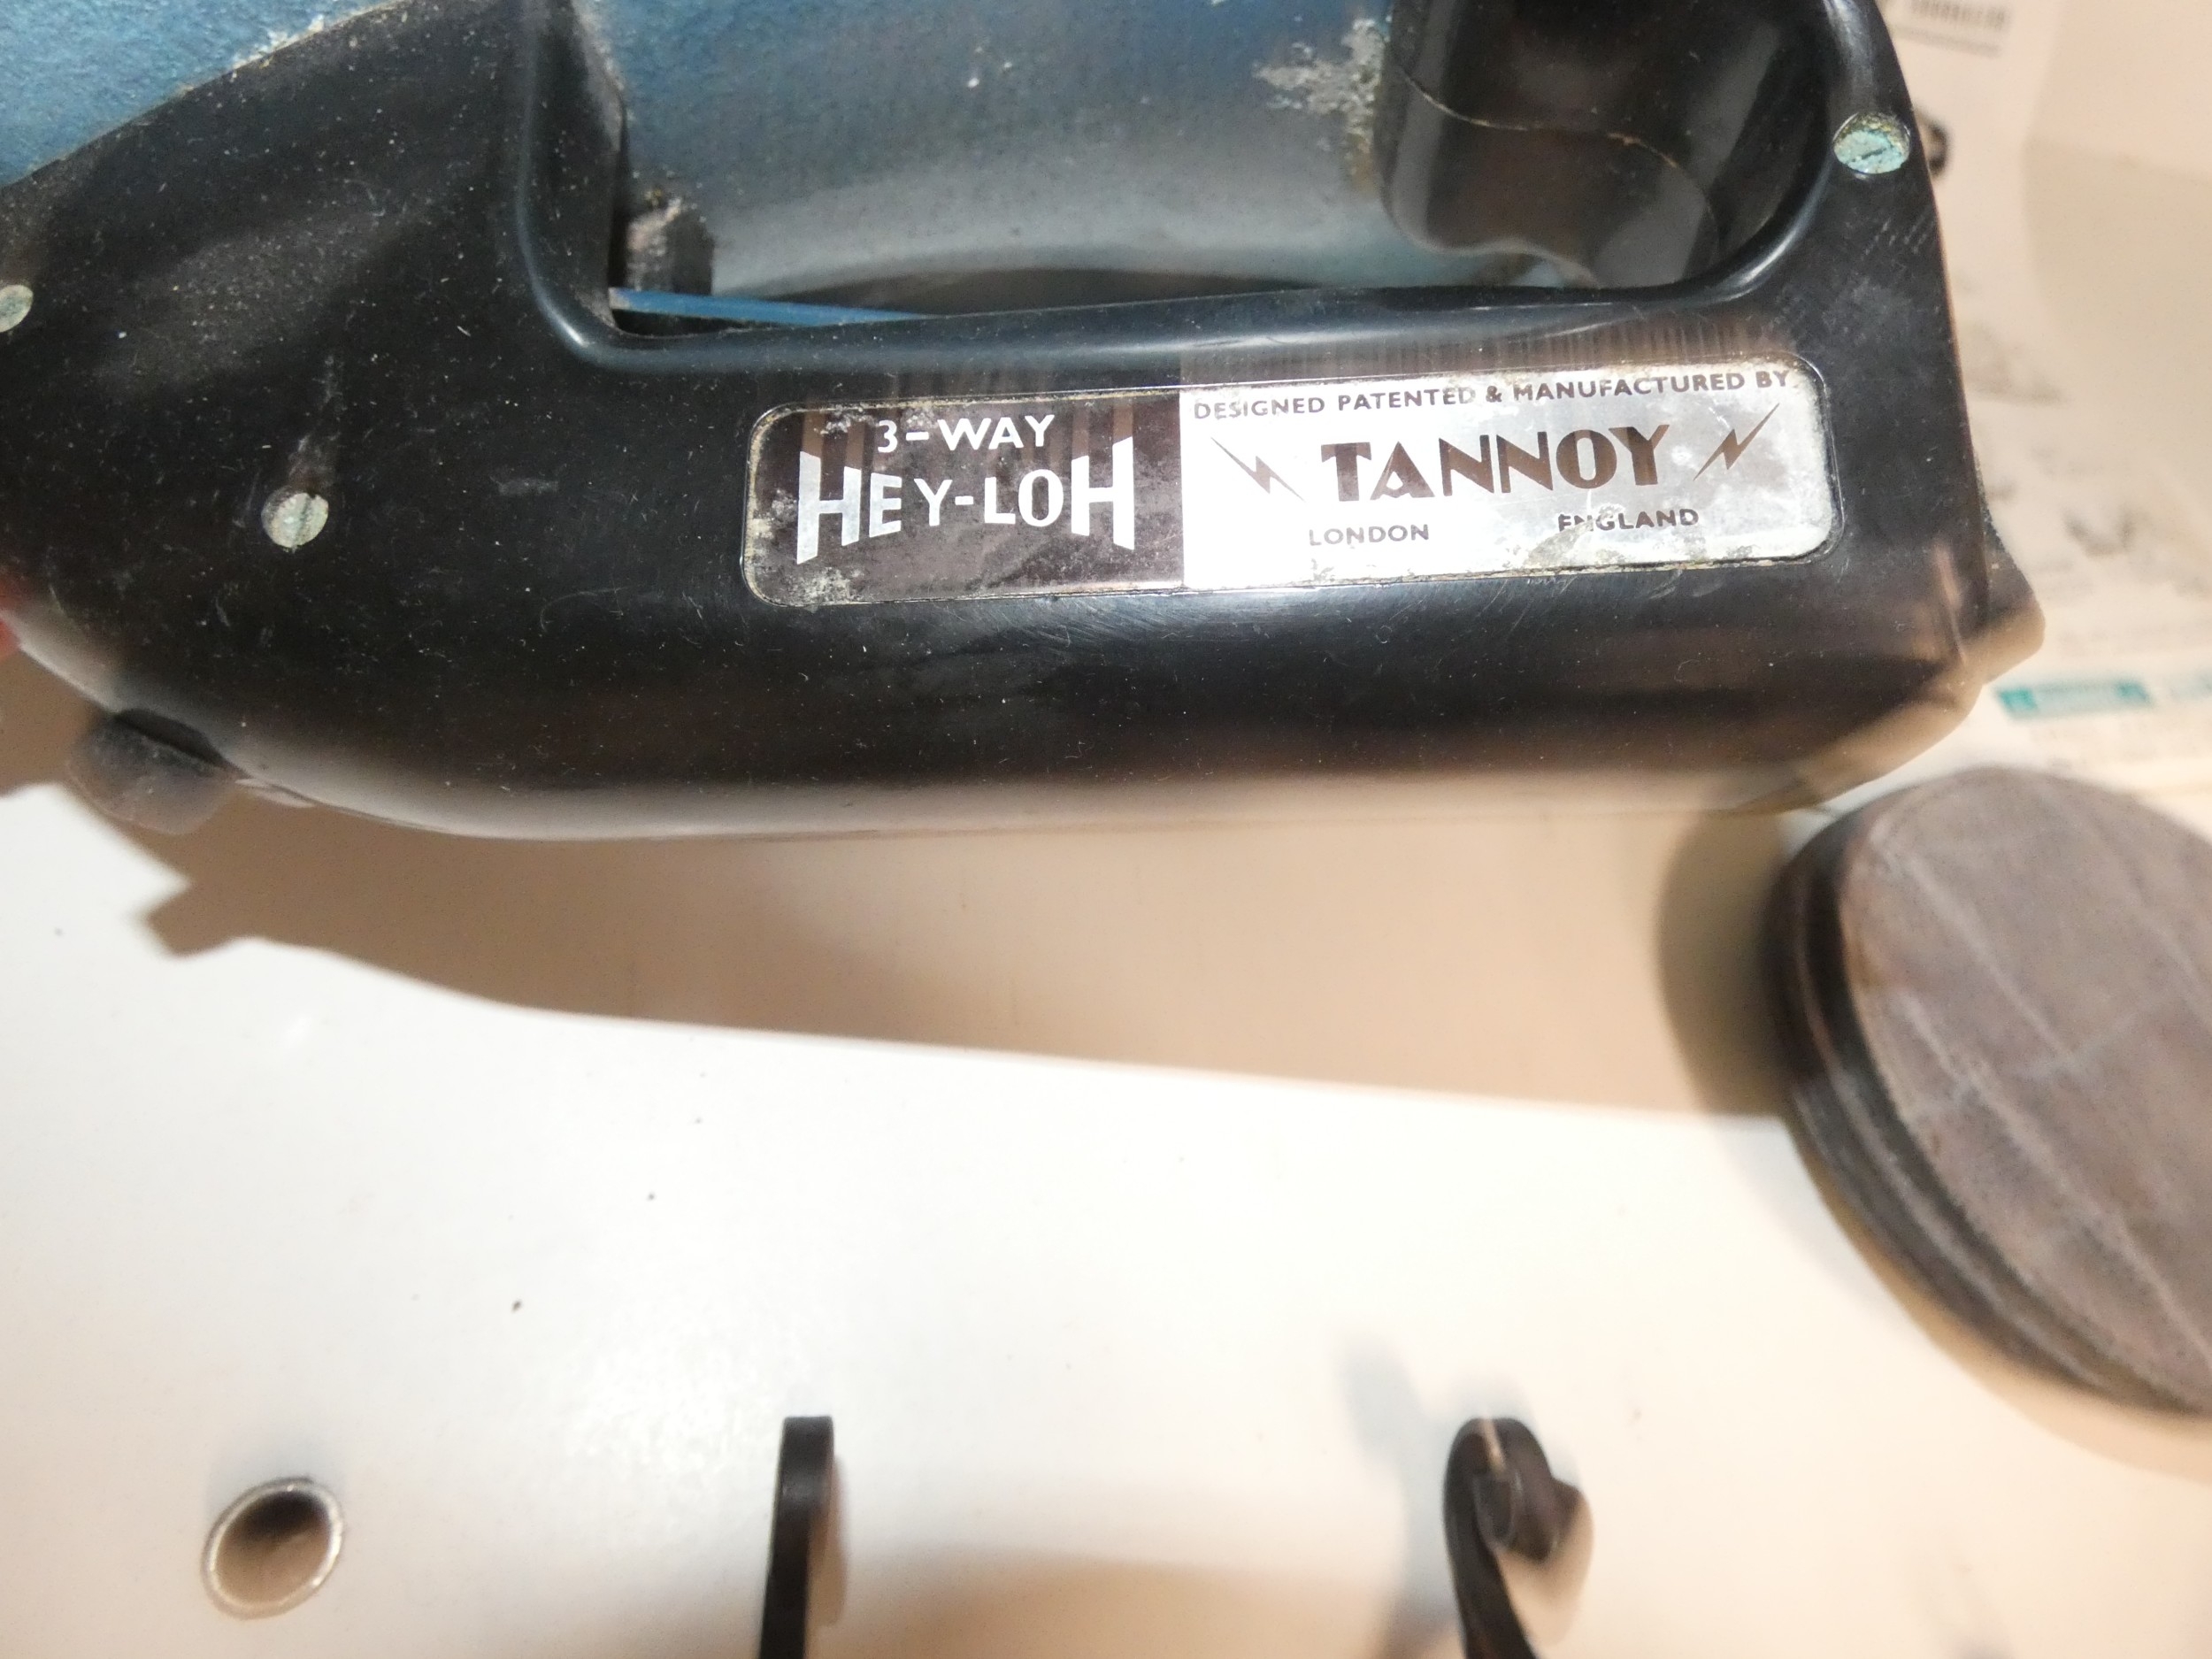 3-WAY
HEY-LOH
DESIGNED PATENTED & MANUFACTURED BY
TANNOY
LONDON ENGLAND